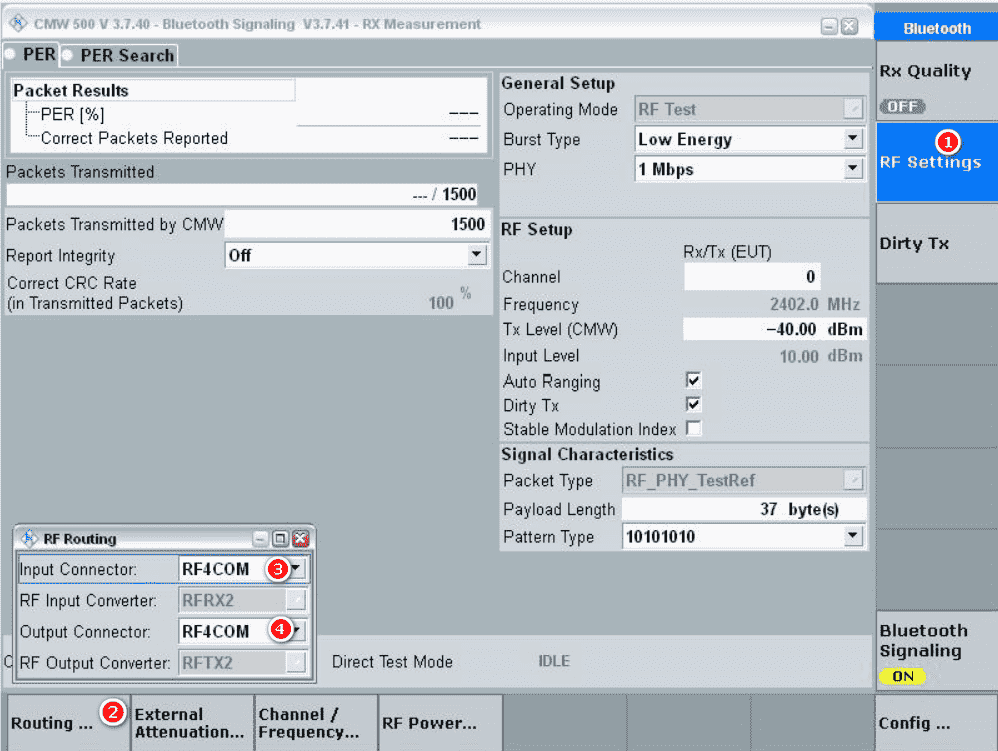 CMW 500 V 3.7.40 - Bluetooth Signaling V3.7.41 - RX Measurement
Bluetooth
PER
PER Search
Rx Quality
OFF
1
RF Settings
Dirty Tx
Packet Results
PER [%] ---
Correct Packets Reported ---
Packets Transmitted
--- / 1500
Packets Transmitted by CMW 1500
Report Integrity Off
Correct CRC Rate
(in Transmitted Packets) 100 %
General Setup
Operating Mode RF Test
Burst Type Low Energy
PHY 1 Mbps
RF Setup
Rx/Tx (EUT)
Channel 0
Frequency 2402.0 MHz
Tx Level (CMW) -40.00 dBm
Input Level 10.00 dBm
Auto Ranging
Dirty Tx
Stable Modulation Index
Signal Characteristics
Packet Type RF_PHY_TestRef
Payload Length 37 byte(s)
Pattern Type 10101010
RF Routing
Input Connector: RF4COM 3
RF Input Converter: RFRX2
Output Connector: RF4COM 4
RF Output Converter: RFTX2
Direct Test Mode IDLE
Bluetooth
Signaling
ON
Routing ... 2
External
Attenuation...
Channel /
Frequency...
RF Power...
Config ...